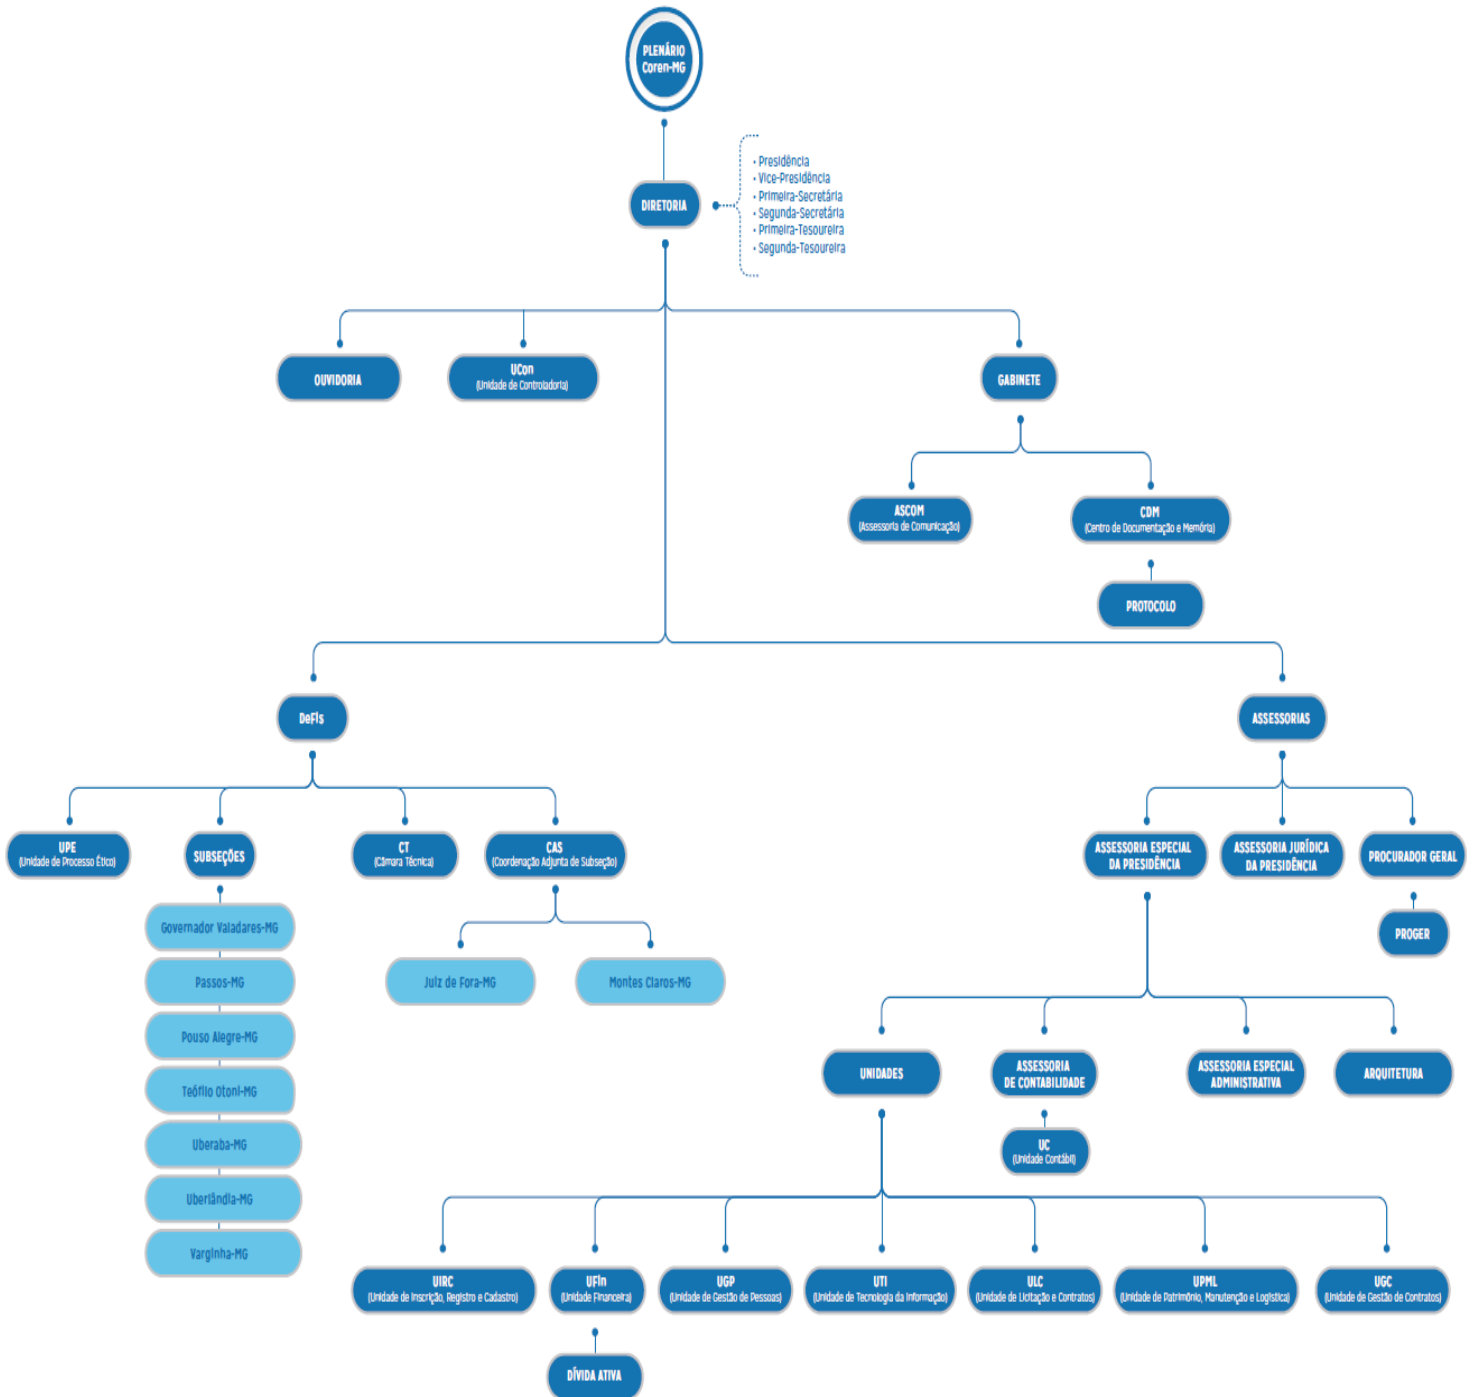 PLENÁRIO
Coren-MG
• Presidência
• Vice-Presidência
• Primeira-Secretária
• Segunda-Secretária
• Primeira-Tesoureira
• Segunda-Tesoureira
DIRETORIA
OUVIDORIA
UCon
(Unidade de Controladoria)
GABINETE
ASCOM
(Assessoria de Comunicação)
CDM
(Centro de Documentação e Memória)
PROTOCOLO
DeFis
ASSESSORIAS
UPE
(Unidade de Processo Ético)
SUBSEÇÕES
CT
(Câmara Técnica)
CAS
(Coordenação Adjunta de Subseção)
ASSESSORIA ESPECIAL
DA PRESIDÊNCIA
ASSESSORIA JURÍDICA
DA PRESIDÊNCIA
PROCURADOR GERAL
PROGER
Governador Valadares-MG
Passos-MG
Pouso Alegre-MG
Teófilo Otoni-MG
Uberaba-MG
Uberlândia-MG
Varginha-MG
Juiz de Fora-MG
Montes Claros-MG
UNIDADES
ASSESSORIA
DE CONTABILIDADE
ASSESSORIA ESPECIAL
ADMINISTRATIVA
ARQUITETURA
UC
(Unidade Contábil)
UIRC
(Unidade de Inscrição, Registro e Cadastro)
UFin
(Unidade Financeira)
UGP
(Unidade de Gestão de Pessoas)
UTI
(Unidade de Tecnologia da Informação)
ULC
(Unidade de Licitação e Contratos)
UPML
(Unidade de Patrimônio, Manutenção e Logística)
UGC
(Unidade de Gestão de Contratos)
DÍVIDA ATIVA